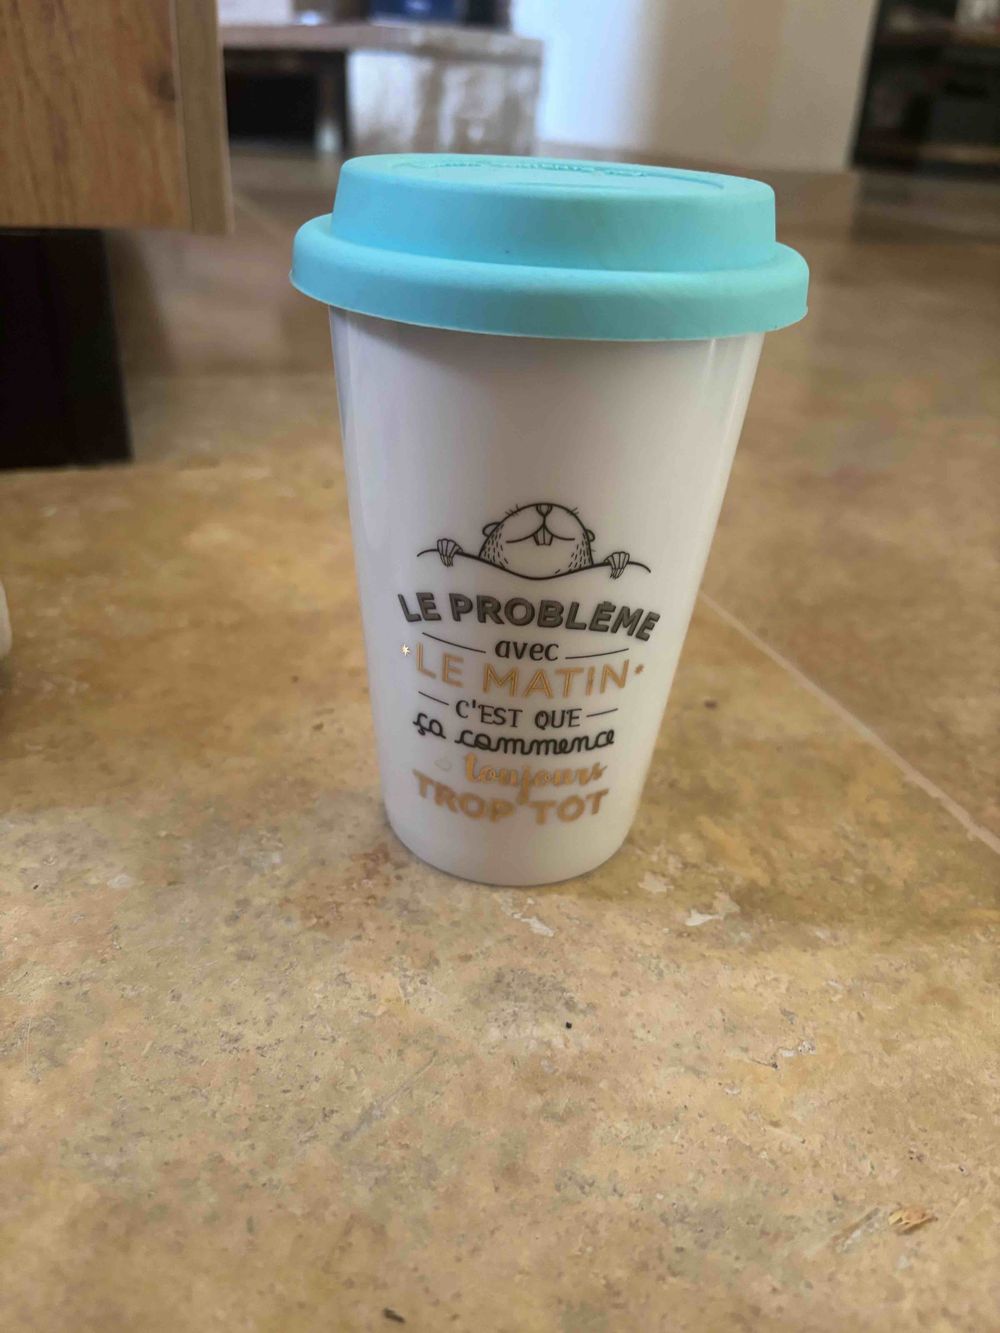 LE PROBLÈME
avec
LE MATIN
C'EST QUE
ça commence
toujours
TROP TOT